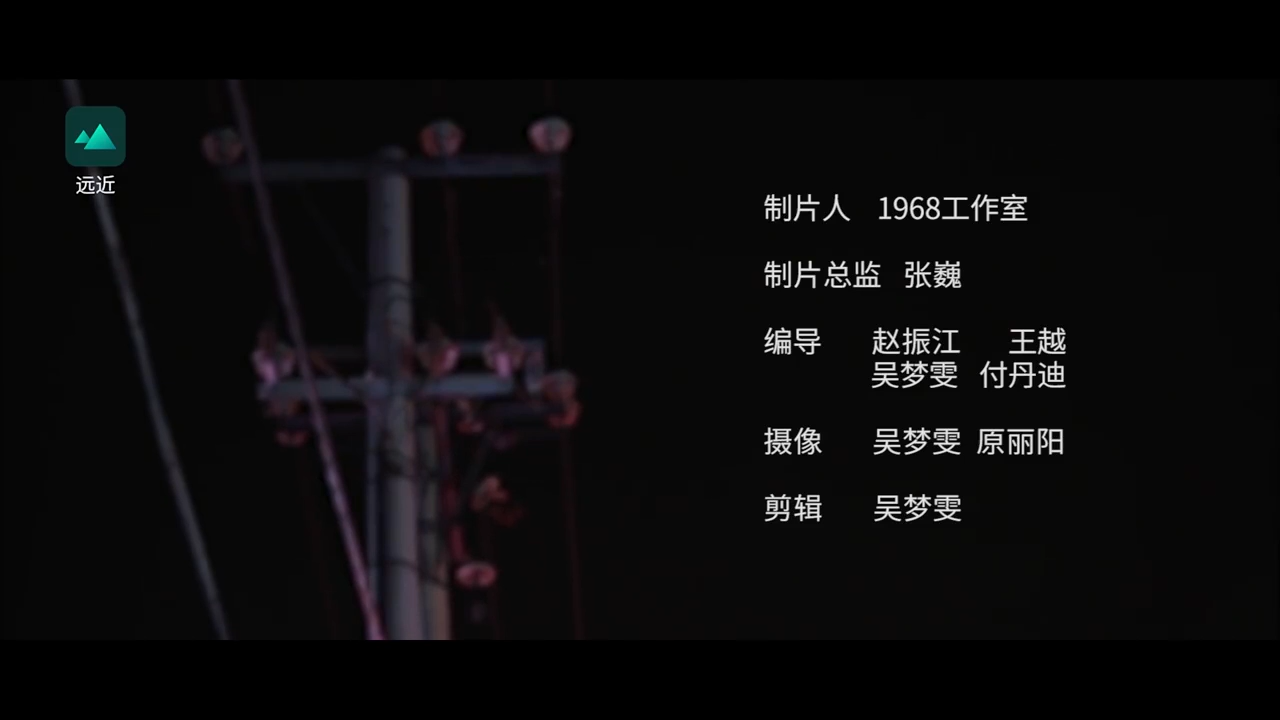 远近
制片人 1968工作室
制片总监 张巍
编导 赵振江 王越
吴梦雯 付丹迪
摄像 吴梦雯 原丽阳
剪辑 吴梦雯